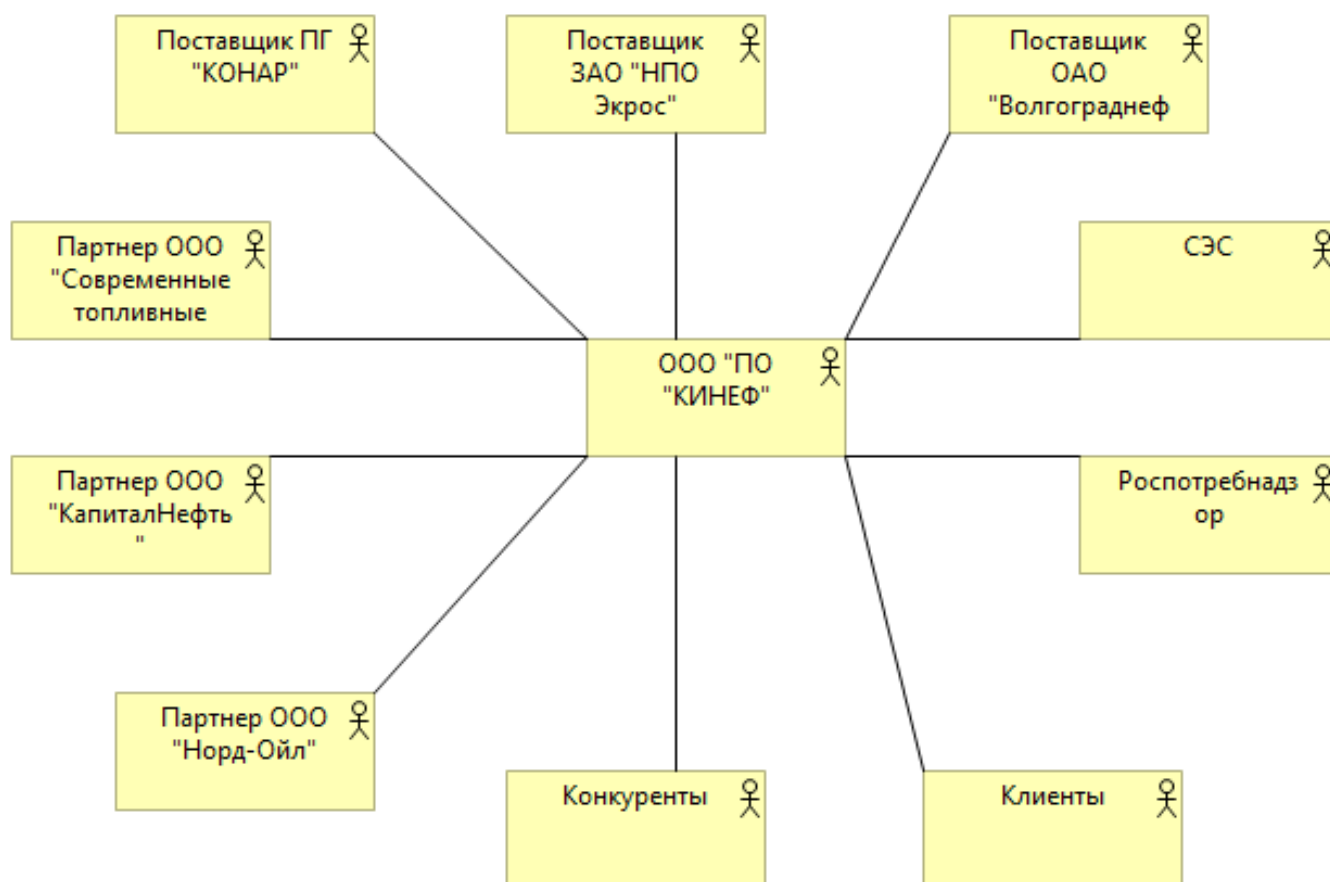 Поставщик ПГ
"КОНАР"
Поставщик
ЗАО "НПО
Экрос"
Поставщик
ОАО
"Волгограднеф
Партнер ООО
"Современные
топливные
СЭС
ООО "ПО
"КИНЕФ"
Партнер ООО
"КапиталНефть
"
Роспотребнадз
ор
Партнер ООО
"Норд-Ойл"
Конкуренты
Клиенты